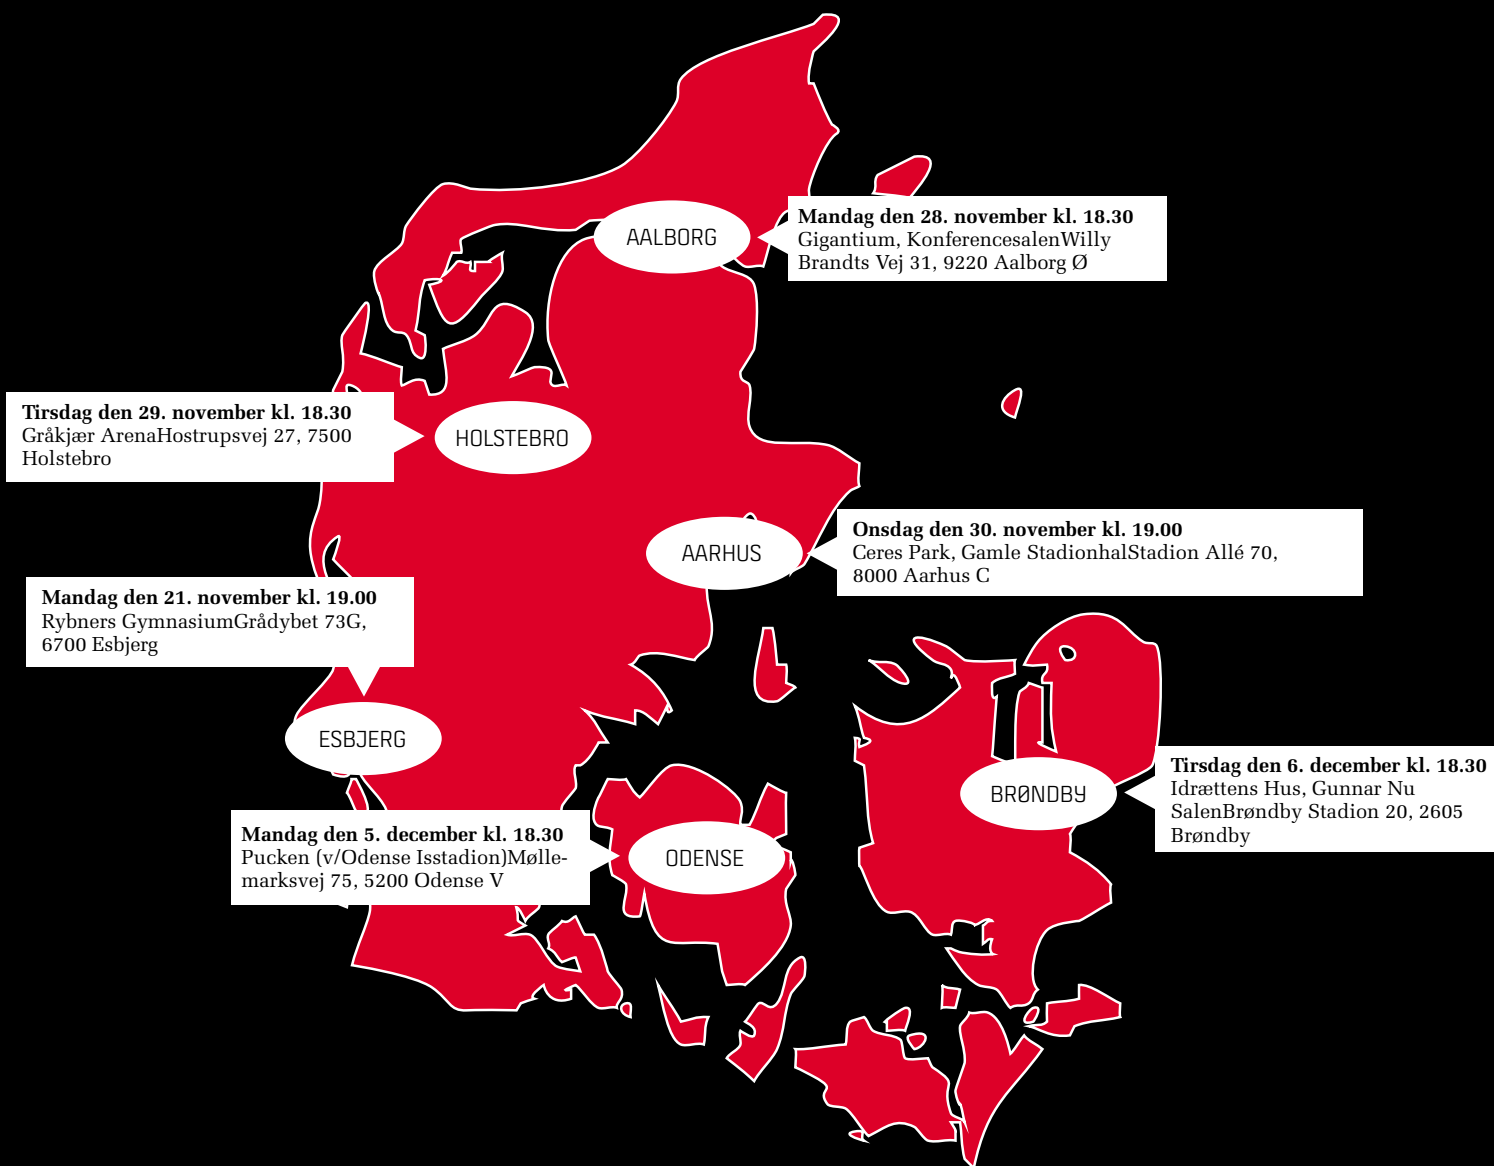 AALBORG
Mandag den 28. november kl. 18.30
Gigantium, KonferencesalenWilly
Brandts Vej 31, 9220 Aalborg Ø
Tirsdag den 29. november kl. 18.30
Gråkjær ArenaHostrupsvej 27, 7500
Holstebro
HOLSTEBRO
AARHUS
Onsdag den 30. november kl. 19.00
Ceres Park, Gamle StadionhalStadion Allé 70,
8000 Aarhus C
Mandag den 21. november kl. 19.00
Rybners GymnasiumGrådybet 73G,
6700 Esbjerg
ESBJERG
BRØNDBY
Tirsdag den 6. december kl. 18.30
Idrættens Hus, Gunnar Nu
SalenBrøndby Stadion 20, 2605
Brøndby
Mandag den 5. december kl. 18.30
Pucken (v/Odense Isstadion)Mølle-
marksvej 75, 5200 Odense V
ODENSE